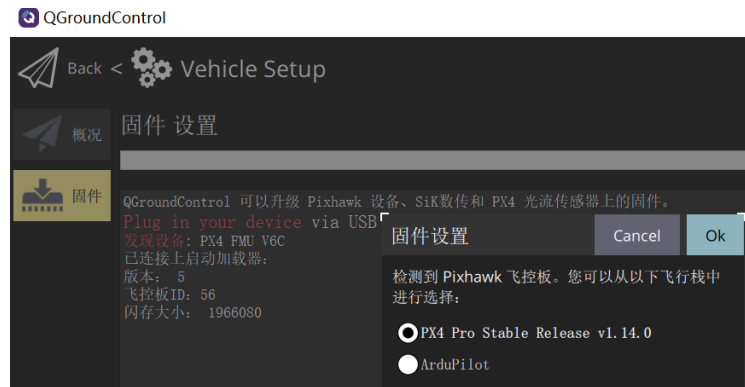 QGroundControl
Back < Vehicle Setup
概况
固件 设置
固件
QGroundControl 可以升级 Pixhawk 设备、SiK数传和 PX4 光流传感器上的固件。
Plug in your device via USB
发现设备: PX4 FMU V6C
已连接上启动加载器:
版本: 5
飞控板ID: 56
闪存大小: 1966080
固件设置
Cancel
Ok
检测到 Pixhawk 飞控板。您可以从以下飞行栈中
进行选择:
PX4 Pro Stable Release v1.14.0
ArduPilot